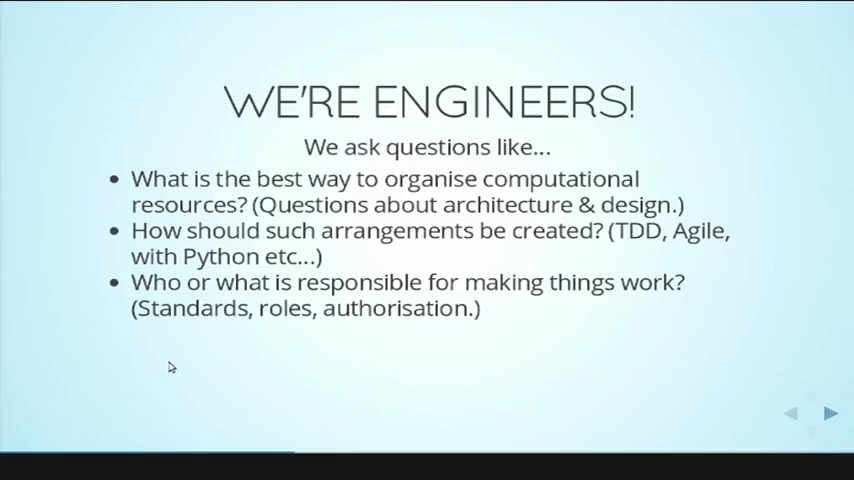 WE'RE ENGINEERS!
We ask questions like...
• What is the best way to organise computational
resources? (Questions about architecture & design.)
• How should such arrangements be created? (TDD, Agile,
with Python etc...)
• Who or what is responsible for making things work?
(Standards, roles, authorisation.)